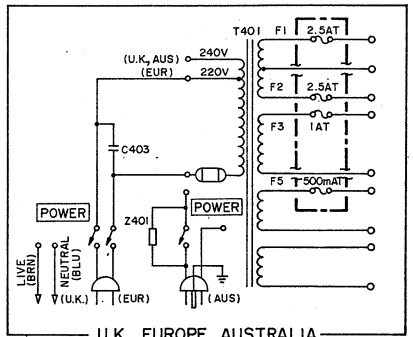 T401
F1
2.5AT
240V
(U.K., AUS)
(EUR)
220V
F2
2.5AT
F3
1AT
C403
F5
500mAT
POWER
POWER
Z401
LIVE
(BRN)
NEUTRAL
(BLU)
(U.K.)
(EUR)
(AUS)
U.K. EUROPE AUSTRALIA